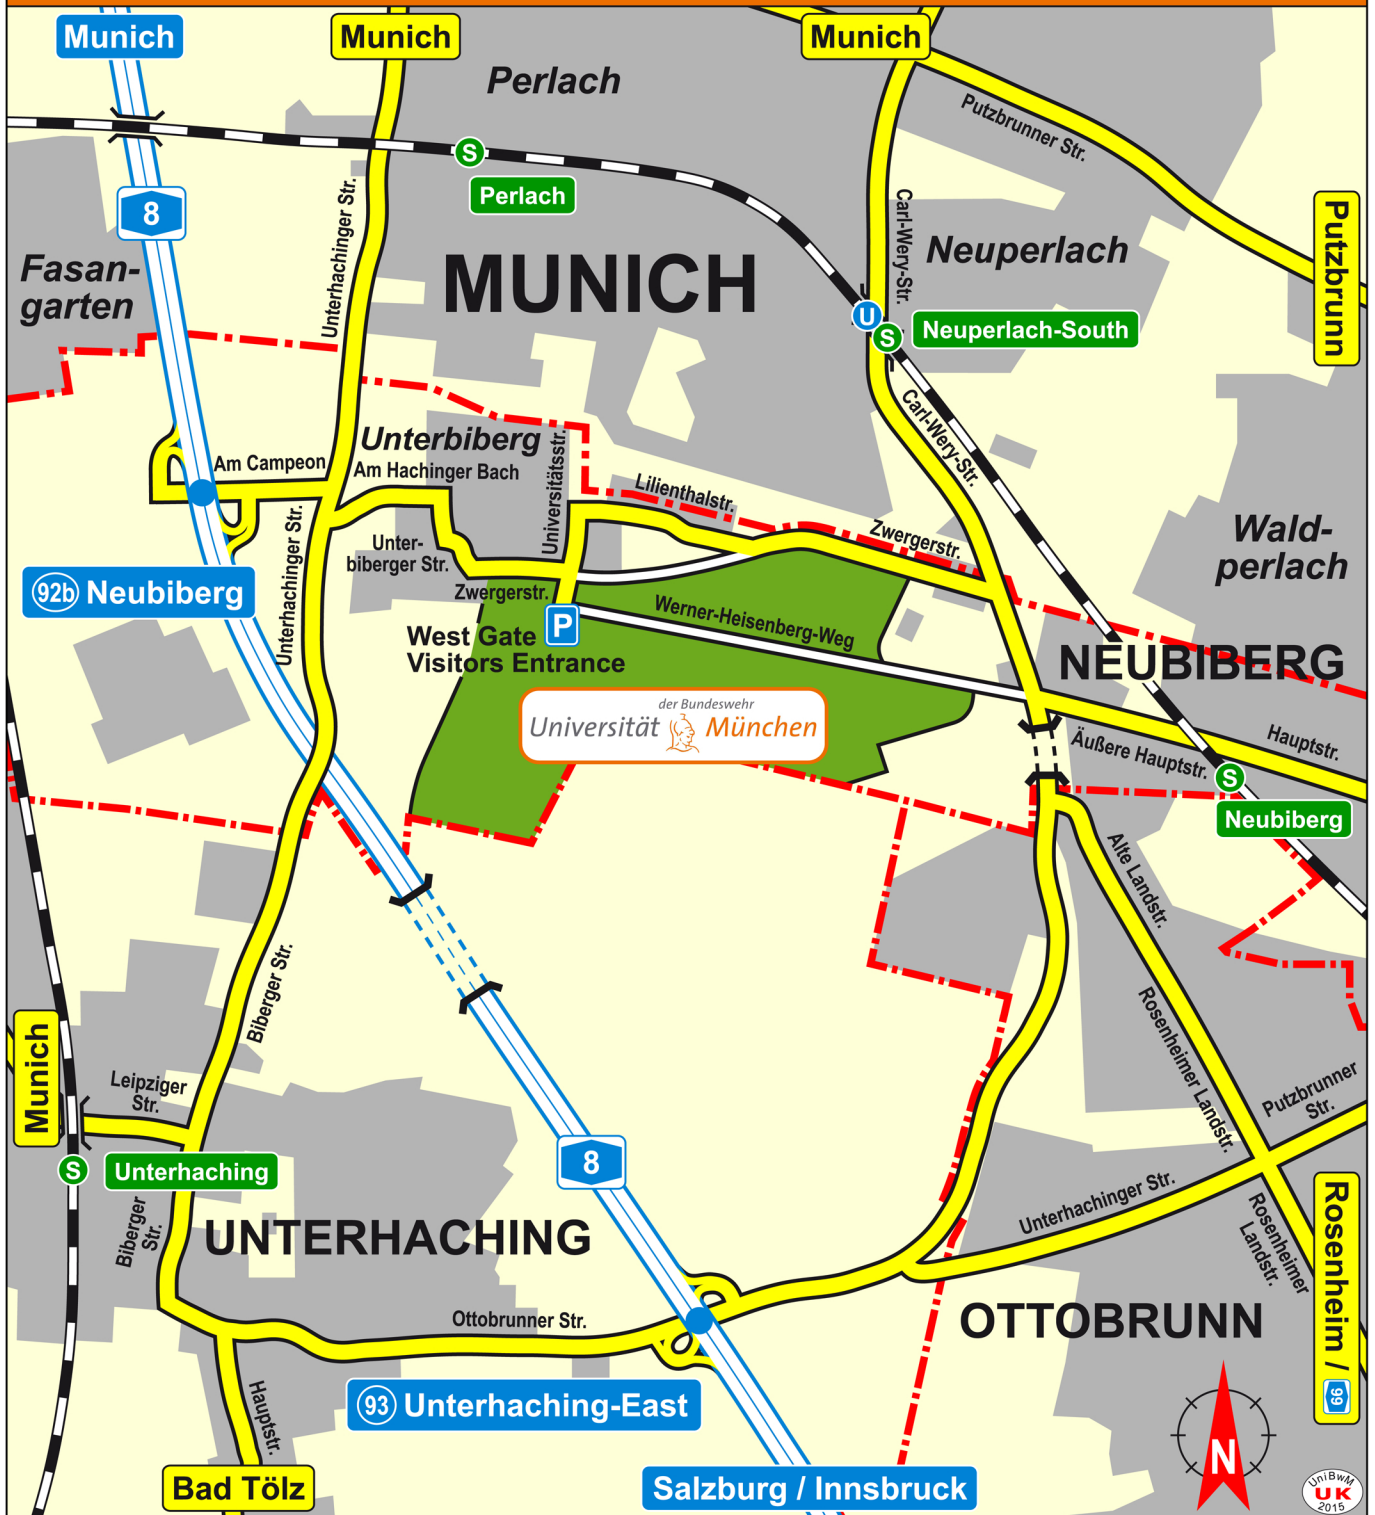 Munich
Munich
Munich
Perlach
Putzbrunner Str.
S
Perlach
8
Unterhachinger Str.
Carl-Wery-Str.
Putzbrunn
Fasan-
garten
MUNICH
Neuperlach
U
S
Neuperlach-South
Carl-Wery-Str.
Unterbiberg
Am Campeon
Am Hachinger Bach
Universitätsstr.
Lilienthalstr.
Zwergerstr.
Wald-
perlach
Unterhachinger Str.
Unter-
biberger Str.
Zwergerstr.
92b Neubiberg
Werner-Heisenberg-Weg
P
West Gate
Visitors Entrance
NEUBIBERG
der Bundeswehr
Universität München
Äußere Hauptstr.
Hauptstr.
S
Neubiberg
Alte Landstr.
Biberger Str.
Rosenheimer Landstr.
Munich
Leipziger
Str.
Putzbrunner
Str.
S
Unterhaching
8
Biberger
Str.
UNTERHACHING
Unterhachinger Str.
Rosenheimer
Landstr.
Rosenheim / 99
Ottobrunner Str.
OTTOBRUNN
Hauptstr.
93 Unterhaching-East
N
Bad Tölz
Salzburg / Innsbruck
UniBwM
UK
2015